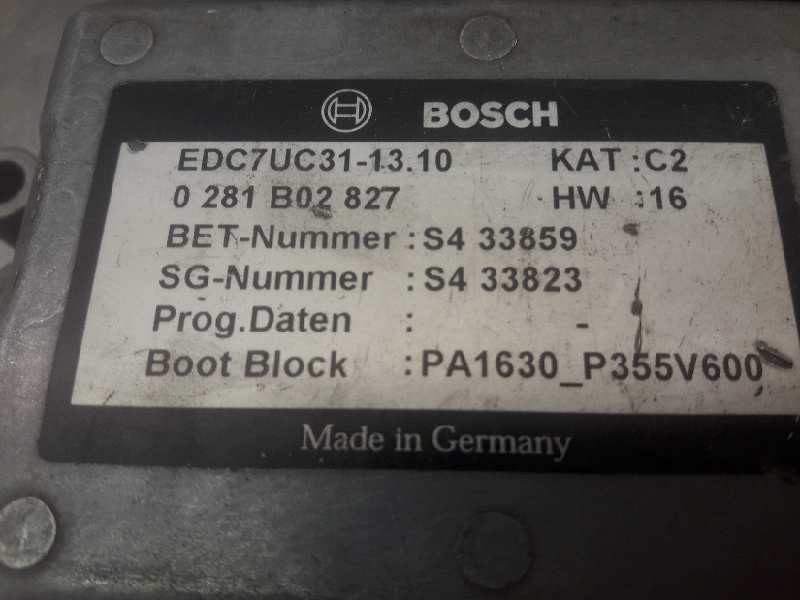 BOSCH
EDC7UC31-13.10 KAT :C2
0 281 B02 827 HW :16
BET-Nummer : S4 33859
SG-Nummer : S4 33823
Prog.Daten : -
Boot Block : PA1630_P355V600
Made in Germany